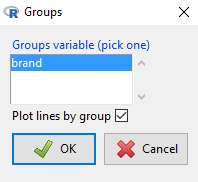 Groups
Groups variable (pick one)
brand
Plot lines by group
OK
Cancel